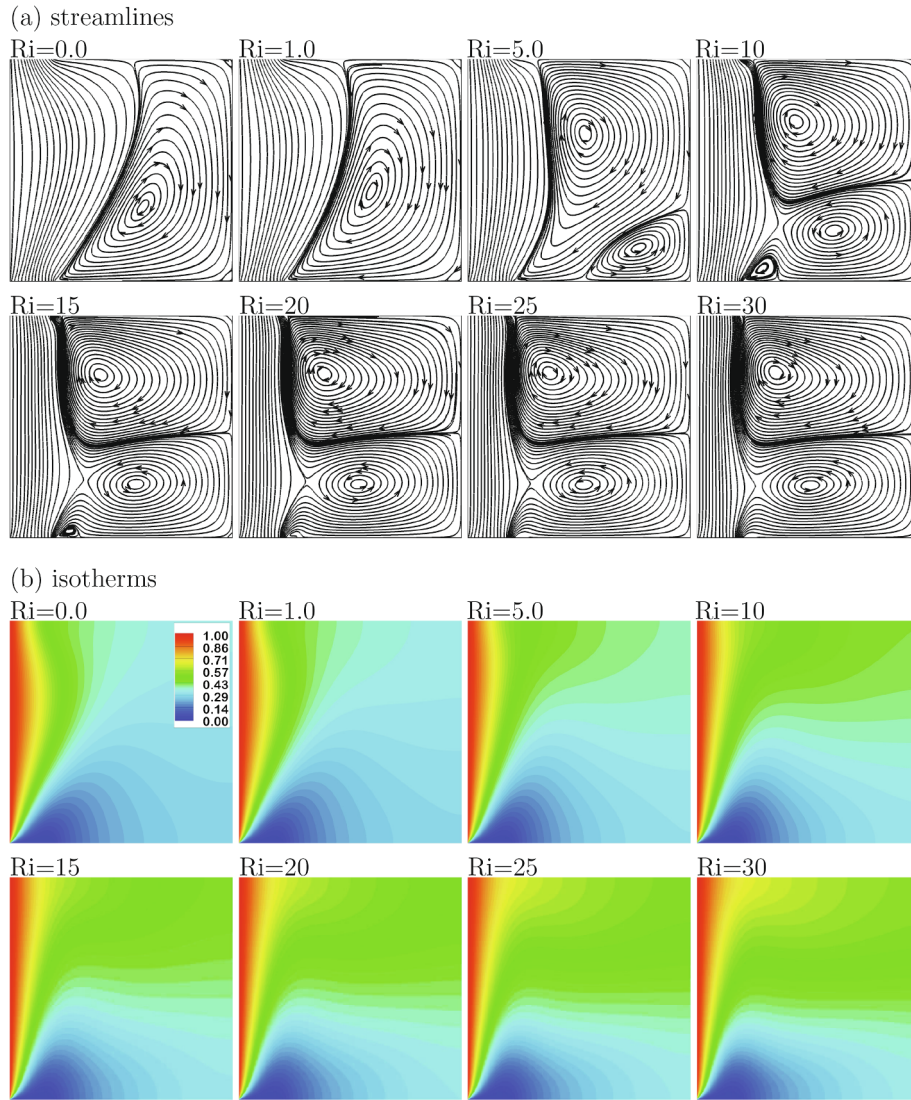 (a) streamlines
Ri=0.0 Ri=1.0 Ri=5.0 Ri=10
Ri=15 Ri=20 Ri=25 Ri=30
(b) isotherms
Ri=0.0 Ri=1.0 Ri=5.0 Ri=10
1.00
0.86
0.71
0.57
0.43
0.29
0.14
0.00
Ri=15 Ri=20 Ri=25 Ri=30